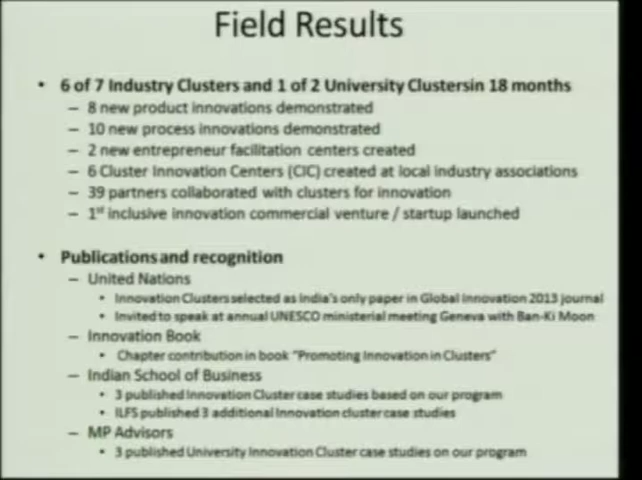 Field Results
• 6 of 7 Industry Clusters and 1 of 2 University Clustersin 18 months
– 8 new product innovations demonstrated
– 10 new process innovations demonstrated
– 2 new entrepreneur facilitation centers created
– 6 Cluster Innovation Centers (CIC) created at local industry associations
– 39 partners collaborated with clusters for innovation
– 1st inclusive innovation commercial venture / startup launched
• Publications and recognition
– United Nations
• Innovation Clusters selected as India's only paper in Global Innovation 2013 journal
• Invited to speak at annual UNESCO ministerial meeting Geneva with Ban-Ki Moon
– Innovation Book
• Chapter contribution in book "Promoting Innovation in Clusters"
– Indian School of Business
• 3 published Innovation Cluster case studies based on our program
• ILFS published 3 additional Innovation cluster case studies
– MP Advisors
• 3 published University Innovation Cluster case studies on our program